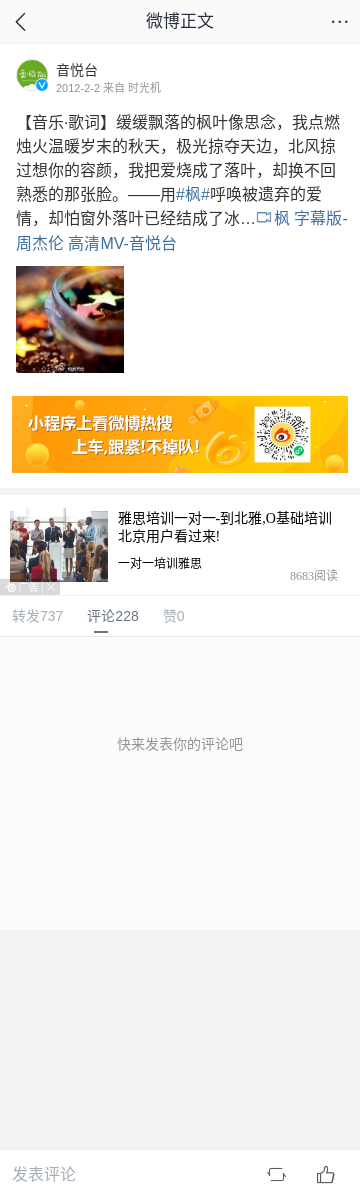 微博正文
音悦台
2012-2-2 来自 时光机
【音乐·歌词】缓缓飘落的枫叶像思念，我点燃
烛火温暖岁末的秋天，极光掠夺天边，北风掠
过想你的容颜，我把爱烧成了落叶，却换不回
熟悉的那张脸。——用#枫#呼唤被遗弃的爱
情，却怕窗外落叶已经结成了冰…枫 字幕版-
周杰伦 高清MV-音悦台
小程序上看微博热搜
上车,跟紧!不掉队!
雅思培训一对一-到北雅,O基础培训
北京用户看过来!
一对一培训雅思
8683阅读
广告
转发737 评论228 赞0
快来发表你的评论吧
发表评论